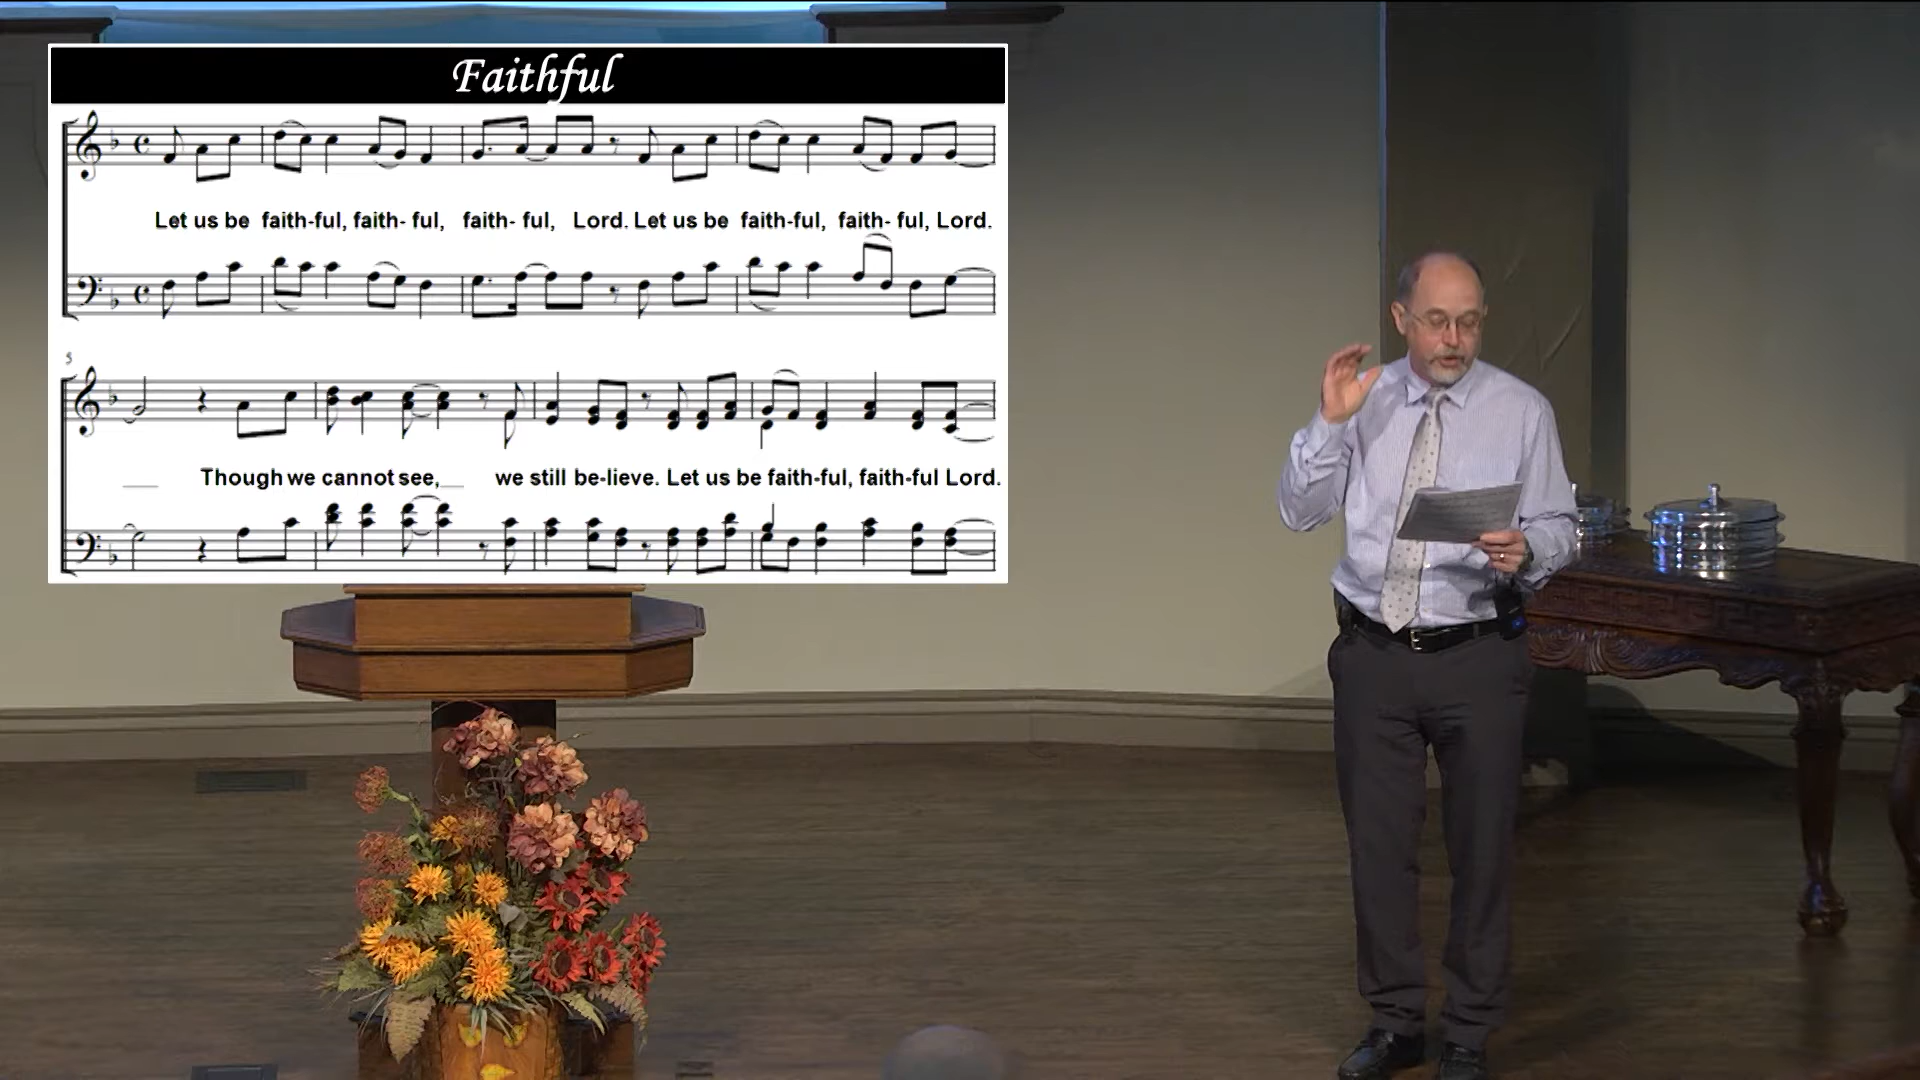 Faithful
Let us be faith-ful, faith- ful, faith- ful, Lord. Let us be faith-ful, faith- ful, Lord.
5
Though we cannot see, we still be-lieve. Let us be faith-ful, faith-ful Lord.